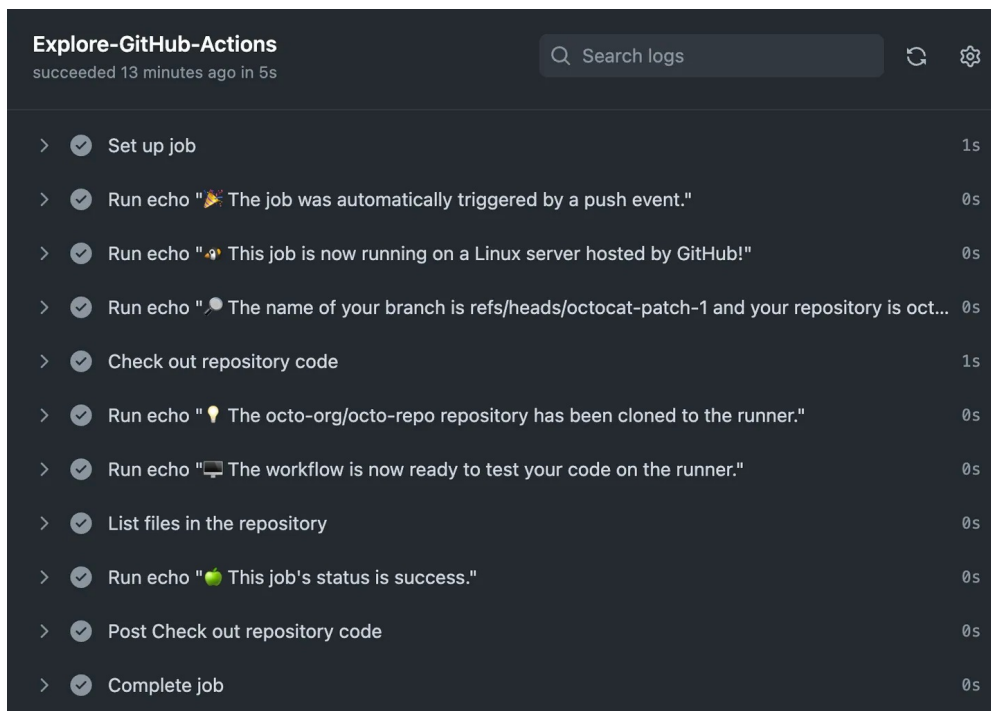 Explore-GitHub-Actions
succeeded 13 minutes ago in 5s
Search logs
Set up job 1s
Run echo "🎉 The job was automatically triggered by a push event." 0s
Run echo "🐧 This job is now running on a Linux server hosted by GitHub!" 0s
Run echo "🔎 The name of your branch is refs/heads/octocat-patch-1 and your repository is oct... 0s
Check out repository code 1s
Run echo "💡 The octo-org/octo-repo repository has been cloned to the runner." 0s
Run echo "🖥️ The workflow is now ready to test your code on the runner." 0s
List files in the repository 0s
Run echo "🍏 This job's status is success." 0s
Post Check out repository code 0s
Complete job 0s